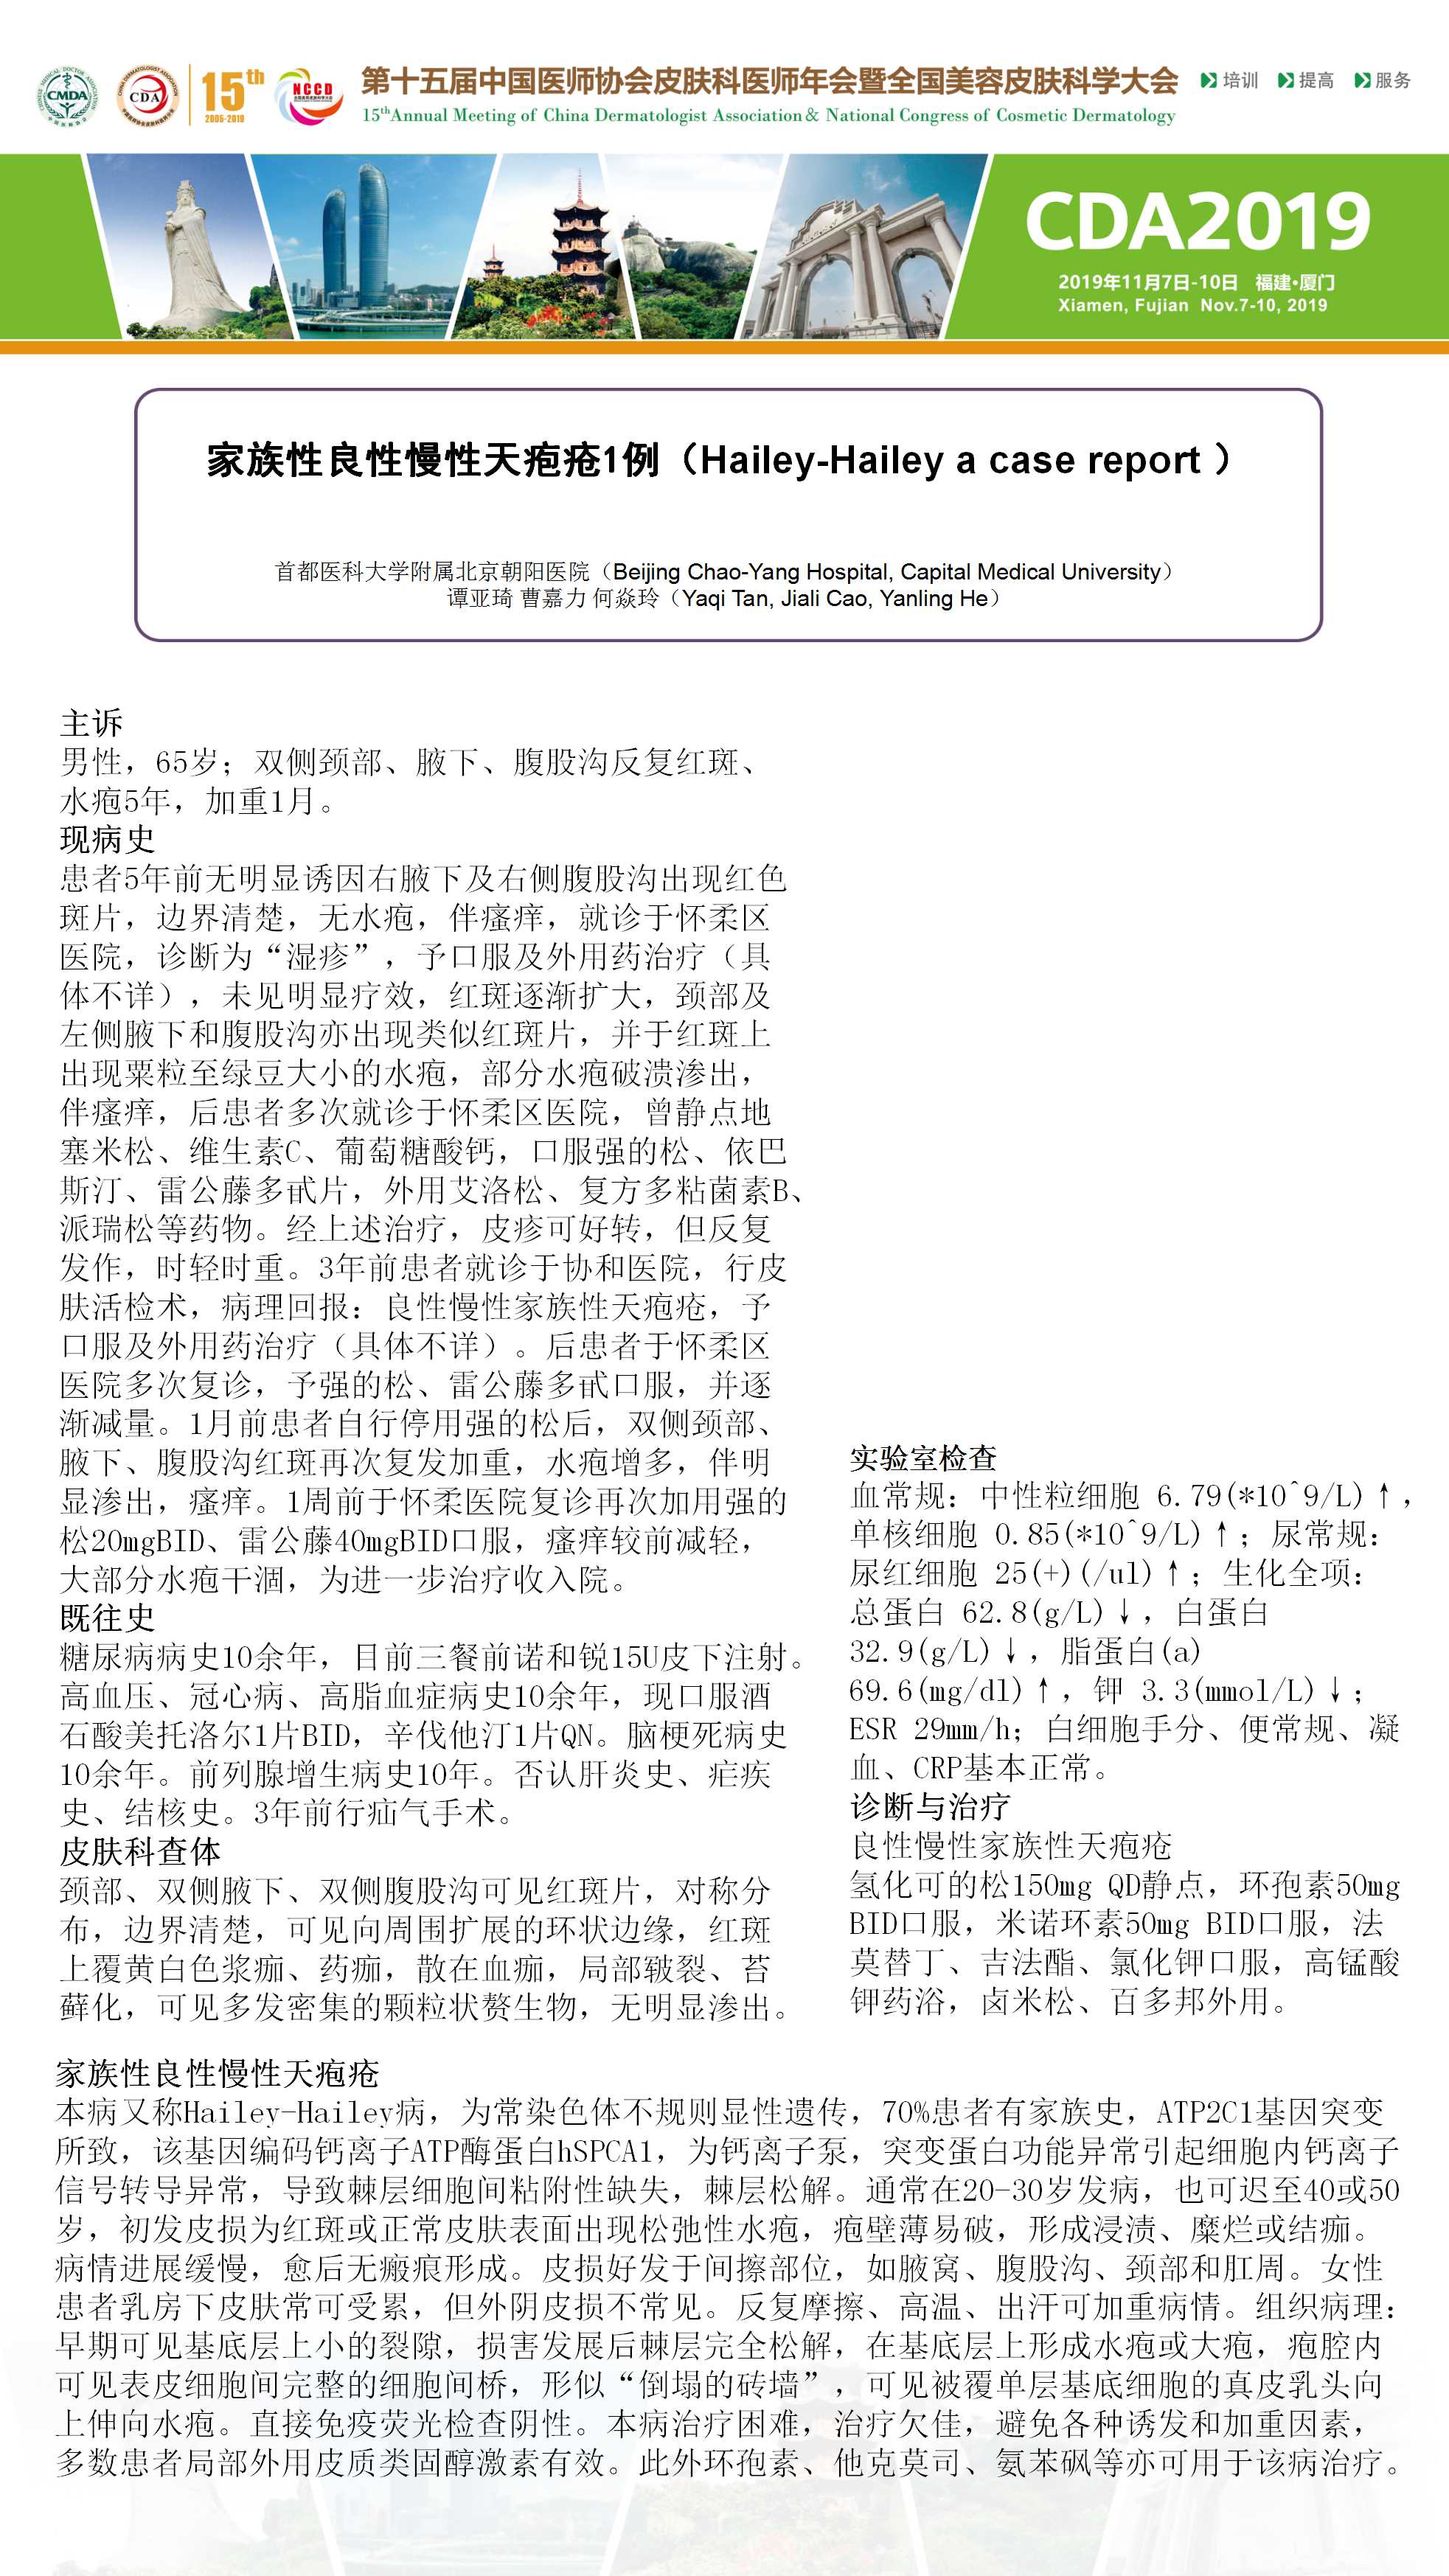 CMDA
CDA
15th
2005-2019
NCCD
第十五届中国医师协会皮肤科医师年会暨全国美容皮肤科学大会
15thAnnual Meeting of China Dermatologist Association& National Congress of Cosmetic Dermatology
培训 提高 服务
CDA2019
2019年11月7日-10日 福建•厦门
Xiamen, Fujian Nov.7-10, 2019
家族性良性慢性天疱疮1例（Hailey-Hailey a case report ）
首都医科大学附属北京朝阳医院（Beijing Chao-Yang Hospital, Capital Medical University）
谭亚琦 曹嘉力 何焱玲（Yaqi Tan, Jiali Cao, Yanling He）
主诉
男性，65岁；双侧颈部、腋下、腹股沟反复红斑、
水疱5年，加重1月。
现病史
患者5年前无明显诱因右腋下及右侧腹股沟出现红色
斑片，边界清楚，无水疱，伴瘙痒，就诊于怀柔区
医院，诊断为“湿疹”，予口服及外用药治疗（具
体不详），未见明显疗效，红斑逐渐扩大，颈部及
左侧腋下和腹股沟亦出现类似红斑片，并于红斑上
出现粟粒至绿豆大小的水疱，部分水疱破溃渗出，
伴瘙痒，后患者多次就诊于怀柔区医院，曾静点地
塞米松、维生素C、葡萄糖酸钙，口服强的松、依巴
斯汀、雷公藤多甙片，外用艾洛松、复方多粘菌素B、
派瑞松等药物。经上述治疗，皮疹可好转，但反复
发作，时轻时重。3年前患者就诊于协和医院，行皮
肤活检术，病理回报：良性慢性家族性天疱疮，予
口服及外用药治疗（具体不详）。后患者于怀柔区
医院多次复诊，予强的松、雷公藤多甙口服，并逐
渐减量。1月前患者自行停用强的松后，双侧颈部、
腋下、腹股沟红斑再次复发加重，水疱增多，伴明
显渗出，瘙痒。1周前于怀柔医院复诊再次加用强的
松20mgBID、雷公藤40mgBID口服，瘙痒较前减轻，
大部分水疱干涸，为进一步治疗收入院。
既往史
糖尿病病史10余年，目前三餐前诺和锐15U皮下注射。
高血压、冠心病、高脂血症病史10余年，现口服酒
石酸美托洛尔1片BID，辛伐他汀1片QN。脑梗死病史
10余年。前列腺增生病史10年。否认肝炎史、疟疾
史、结核史。3年前行疝气手术。
皮肤科查体
颈部、双侧腋下、双侧腹股沟可见红斑片，对称分
布，边界清楚，可见向周围扩展的环状边缘，红斑
上覆黄白色浆痂、药痂，散在血痂，局部皲裂、苔
藓化，可见多发密集的颗粒状赘生物，无明显渗出。
实验室检查
血常规：中性粒细胞 6.79(*10^9/L)↑，
单核细胞 0.85(*10^9/L)↑；尿常规：
尿红细胞 25(+)(/ul)↑；生化全项：
总蛋白 62.8(g/L)↓，白蛋白
32.9(g/L)↓，脂蛋白(a)
69.6(mg/dl)↑，钾 3.3(mmol/L)↓；
ESR 29mm/h；白细胞手分、便常规、凝
血、CRP基本正常。
诊断与治疗
良性慢性家族性天疱疮
氢化可的松150mg QD静点，环孢素50mg
BID口服，米诺环素50mg BID口服，法
莫替丁、吉法酯、氯化钾口服，高锰酸
钾药浴，卤米松、百多邦外用。
家族性良性慢性天疱疮
本病又称Hailey-Hailey病，为常染色体不规则显性遗传，70%患者有家族史，ATP2C1基因突变
所致，该基因编码钙离子ATP酶蛋白hSPCA1，为钙离子泵，突变蛋白功能异常引起细胞内钙离子
信号转导异常，导致棘层细胞间粘附性缺失，棘层松解。通常在20-30岁发病，也可迟至40或50
岁，初发皮损为红斑或正常皮肤表面出现松弛性水疱，疱壁薄易破，形成浸渍、糜烂或结痂。
病情进展缓慢，愈后无瘢痕形成。皮损好发于间擦部位，如腋窝、腹股沟、颈部和肛周。女性
患者乳房下皮肤常可受累，但外阴皮损不常见。反复摩擦、高温、出汗可加重病情。组织病理：
早期可见基底层上小的裂隙，损害发展后棘层完全松解，在基底层上形成水疱或大疱，疱腔内
可见表皮细胞间完整的细胞间桥，形似“倒塌的砖墙”，可见被覆单层基底细胞的真皮乳头向
上伸向水疱。直接免疫荧光检查阴性。本病治疗困难，治疗欠佳，避免各种诱发和加重因素，
多数患者局部外用皮质类固醇激素有效。此外环孢素、他克莫司、氨苯砜等亦可用于该病治疗。